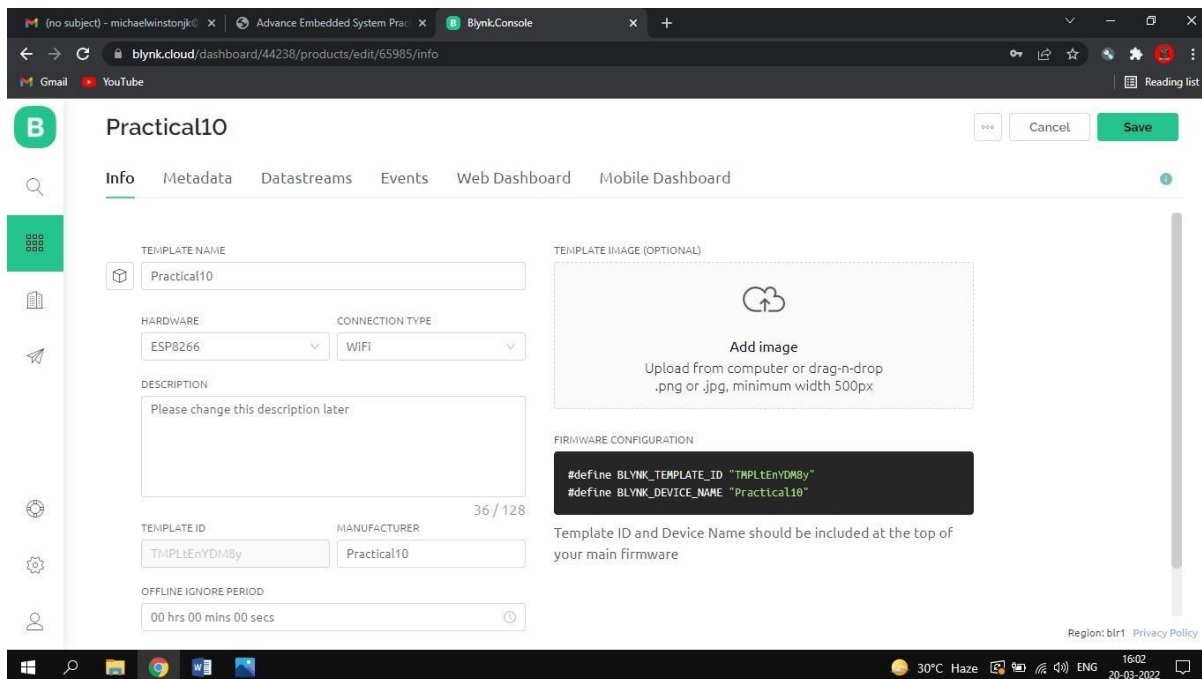 (no subject) - michaelwinstonjk
Advance Embedded System Prac
Blynk.Console
blynk.cloud/dashboard/44238/products/edit/65985/info
Gmail
YouTube
Reading list
B
Practical10
Cancel
Save
Info
Metadata
Datastreams
Events
Web Dashboard
Mobile Dashboard
TEMPLATE NAME
Practical10
HARDWARE
CONNECTION TYPE
ESP8266
WiFi
DESCRIPTION
Please change this description later
36 / 128
TEMPLATE ID
MANUFACTURER
TMPLtEnYDM8y
Practical10
OFFLINE IGNORE PERIOD
00 hrs 00 mins 00 secs
TEMPLATE IMAGE (OPTIONAL)
Add image
Upload from computer or drag-n-drop
.png or .jpg, minimum width 500px
FIRMWARE CONFIGURATION
#define BLYNK_TEMPLATE_ID "TMPLtEnYDM8y"
#define BLYNK_DEVICE_NAME "Practical10"
Template ID and Device Name should be included at the top of
your main firmware
Region: blr1 Privacy Policy
30°C Haze
ENG
16:02
20-03-2022